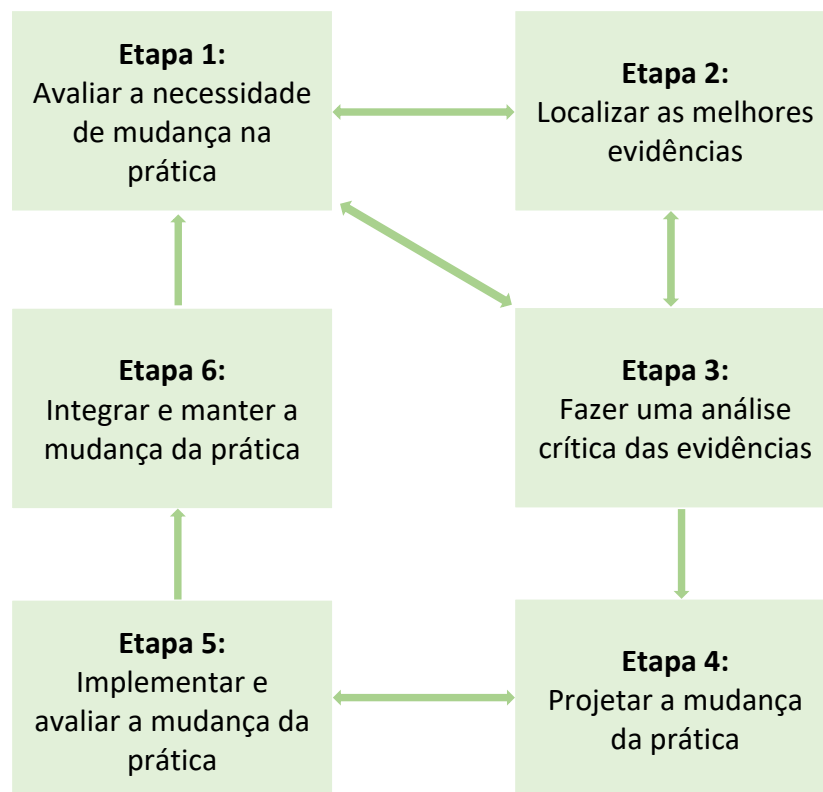 Etapa 1:
Avaliar a necessidade
de mudança na
prática
Etapa 2:
Localizar as melhores
evidências
Etapa 3:
Fazer uma análise
crítica das evidências
Etapa 4:
Projetar a mudança
da prática
Etapa 5:
Implementar e
avaliar a mudança da
prática
Etapa 6:
Integrar e manter a
mudança da prática